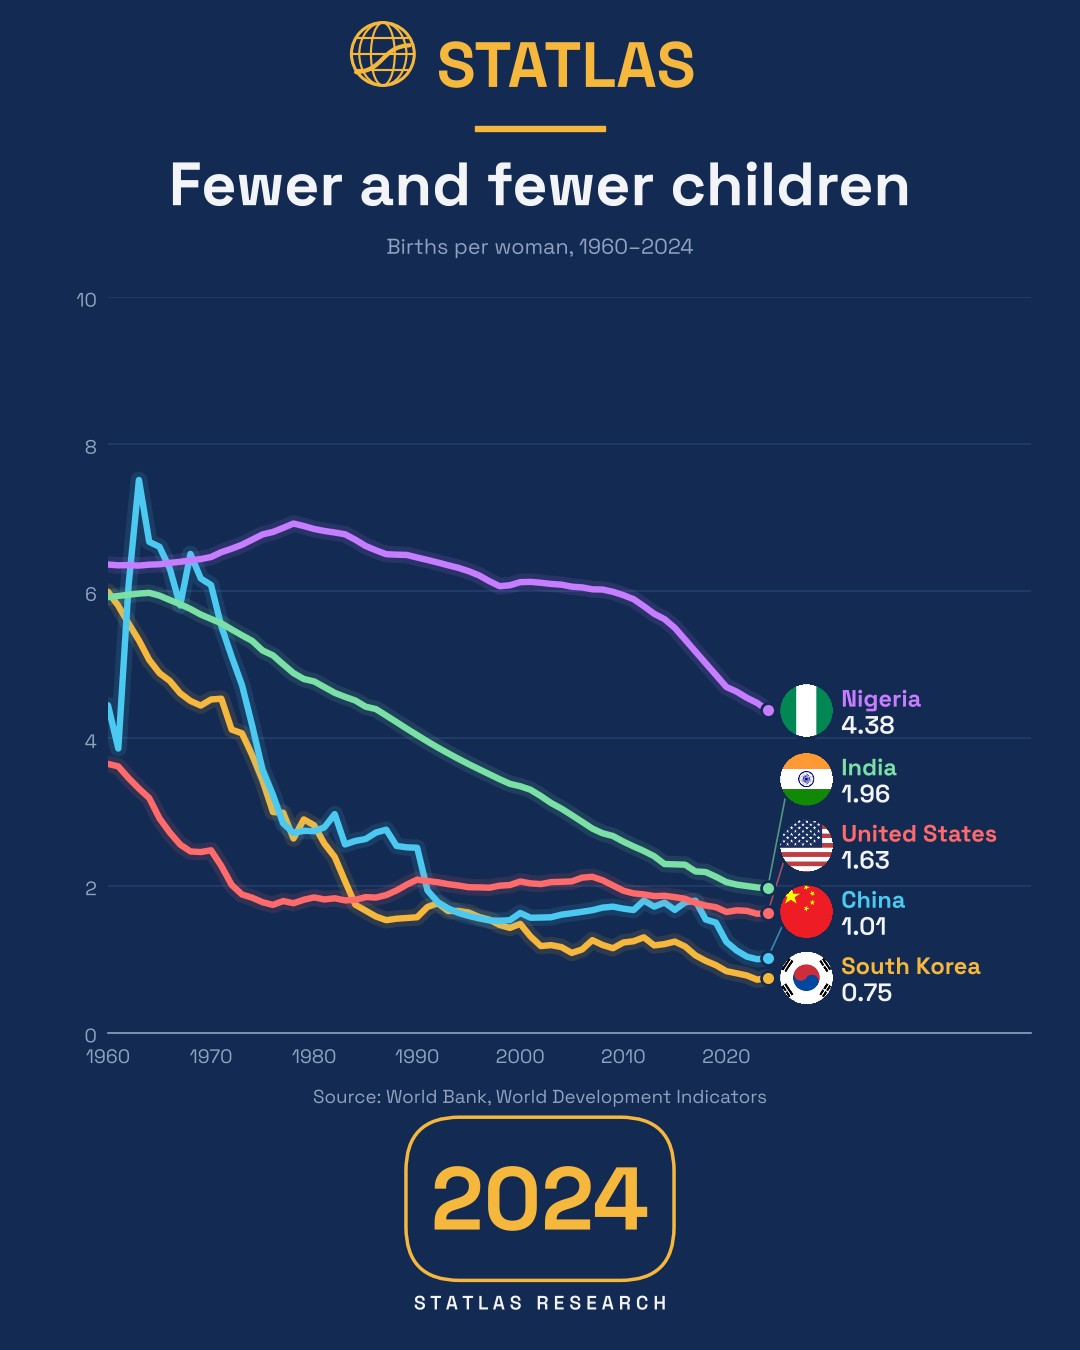 STATLAS
Fewer and fewer children
Births per woman, 1960–2024
10
8
6
4
2
0
Nigeria
4.38
India
1.96
United States
1.63
China
1.01
South Korea
0.75
1960 1970 1980 1990 2000 2010 2020
Source: World Bank, World Development Indicators
2024
STATLAS RESEARCH